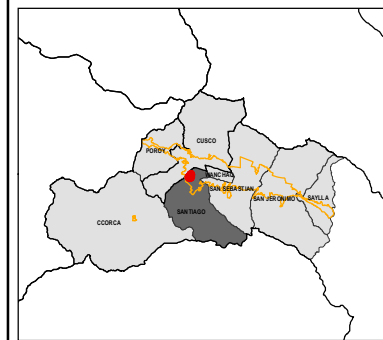 CUSCO
POROY
WANCHAQ
SAN SEBASTIAN
SAN JERONIMO
SAYLLA
SANTIAGO
CCORCA